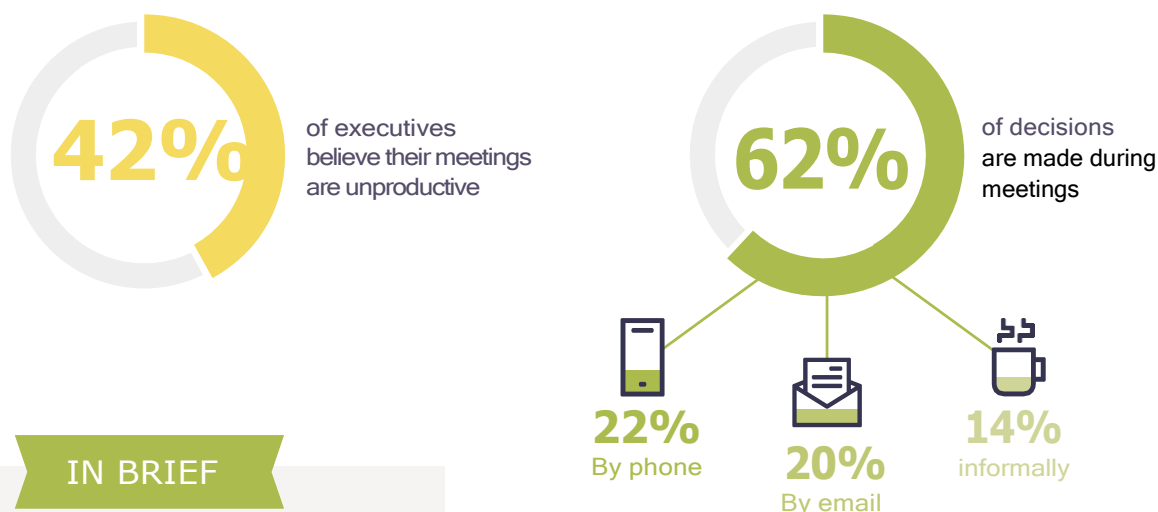 42%
of executives
believe their meetings
are unproductive
62%
of decisions
are made during
meetings
22%
By phone
20%
By email
14%
informally
IN BRIEF